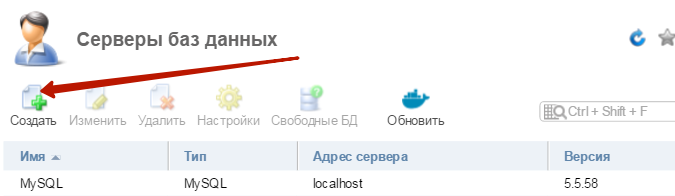 Серверы баз данных
Создать Изменить Удалить Настройки Свободные БД Обновить Ctrl + Shift + F
Имя Тип Адрес сервера Версия
MySQL MySQL localhost 5.5.58